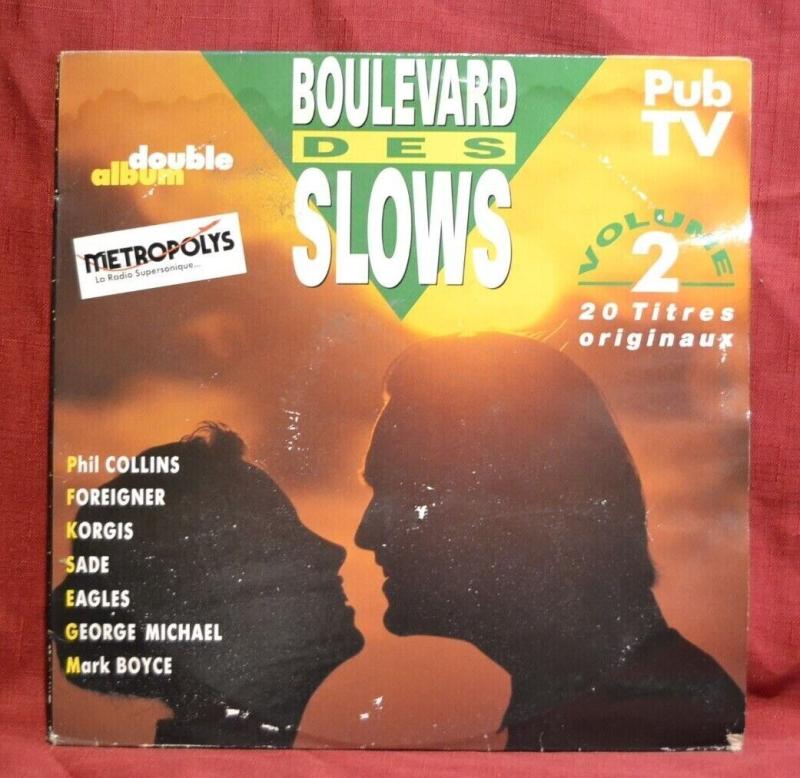 BOULEVARD
DES
SLOWS
Pub
TV
double
album
METROPOLYS
La Radio Supersonique...
VOLUME
2
20 Titres
originaux
Phil COLLINS
FOREIGNER
KORGIS
SADE
EAGLES
GEORGE MICHAEL
Mark BOYCE